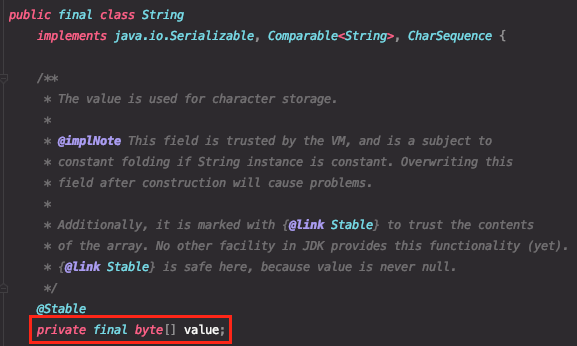 public final class String
implements java.io.Serializable, Comparable<String>, CharSequence {
/**
* The value is used for character storage.
*
* @implNote This field is trusted by the VM, and is a subject to
* constant folding if String instance is constant. Overwriting this
* field after construction will cause problems.
*
* Additionally, it is marked with {@link Stable} to trust the contents
* of the array. No other facility in JDK provides this functionality (yet).
* {@link Stable} is safe here, because value is never null.
*/
@Stable
private final byte[] value;